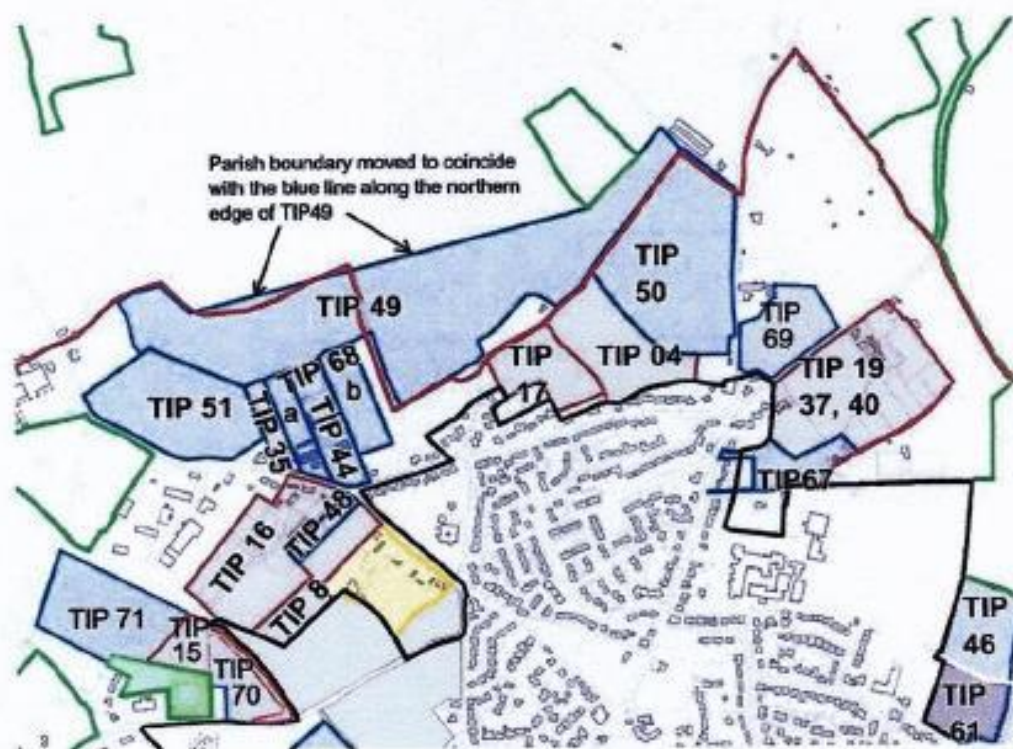 Parish boundary moved to coincide
with the blue line along the northern
edge of TIP49
TIP
50
TIP 49
TIP
69
TIP 68
TIP
17
TIP 04
TIP 19
37, 40
TIP 51
a
b
TIP 35
TIP 44
TIP67
TIP 48
TIP 16
TIP 8
TIP 71
TIP
15
TIP
70
TIP
46
TIP
61